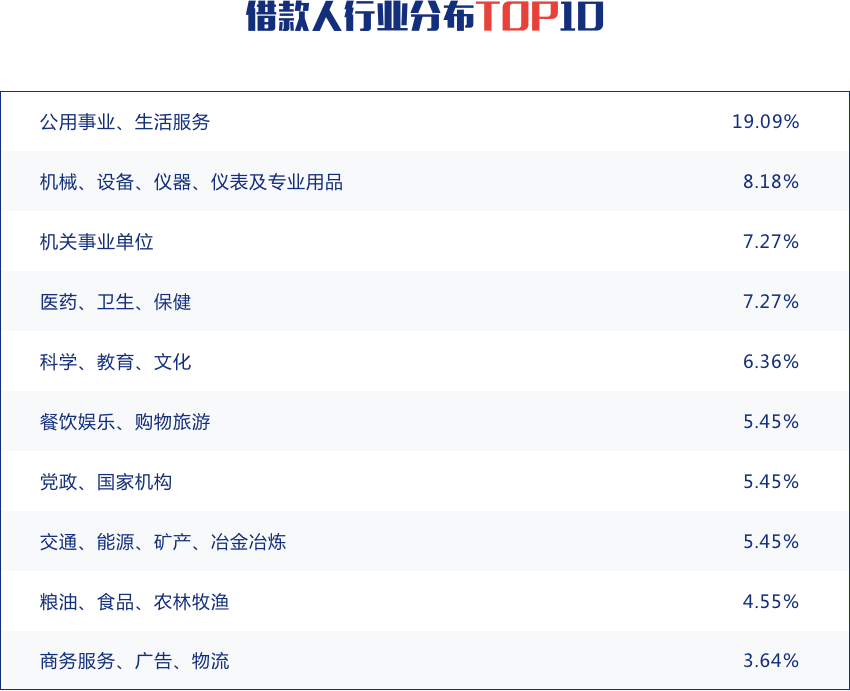 借款人行业分布TOP10
公用事业、生活服务 19.09%
机械、设备、仪器、仪表及专业用品 8.18%
机关事业单位 7.27%
医药、卫生、保健 7.27%
科学、教育、文化 6.36%
餐饮娱乐、购物旅游 5.45%
党政、国家机构 5.45%
交通、能源、矿产、冶金冶炼 5.45%
粮油、食品、农林牧渔 4.55%
商务服务、广告、物流 3.64%